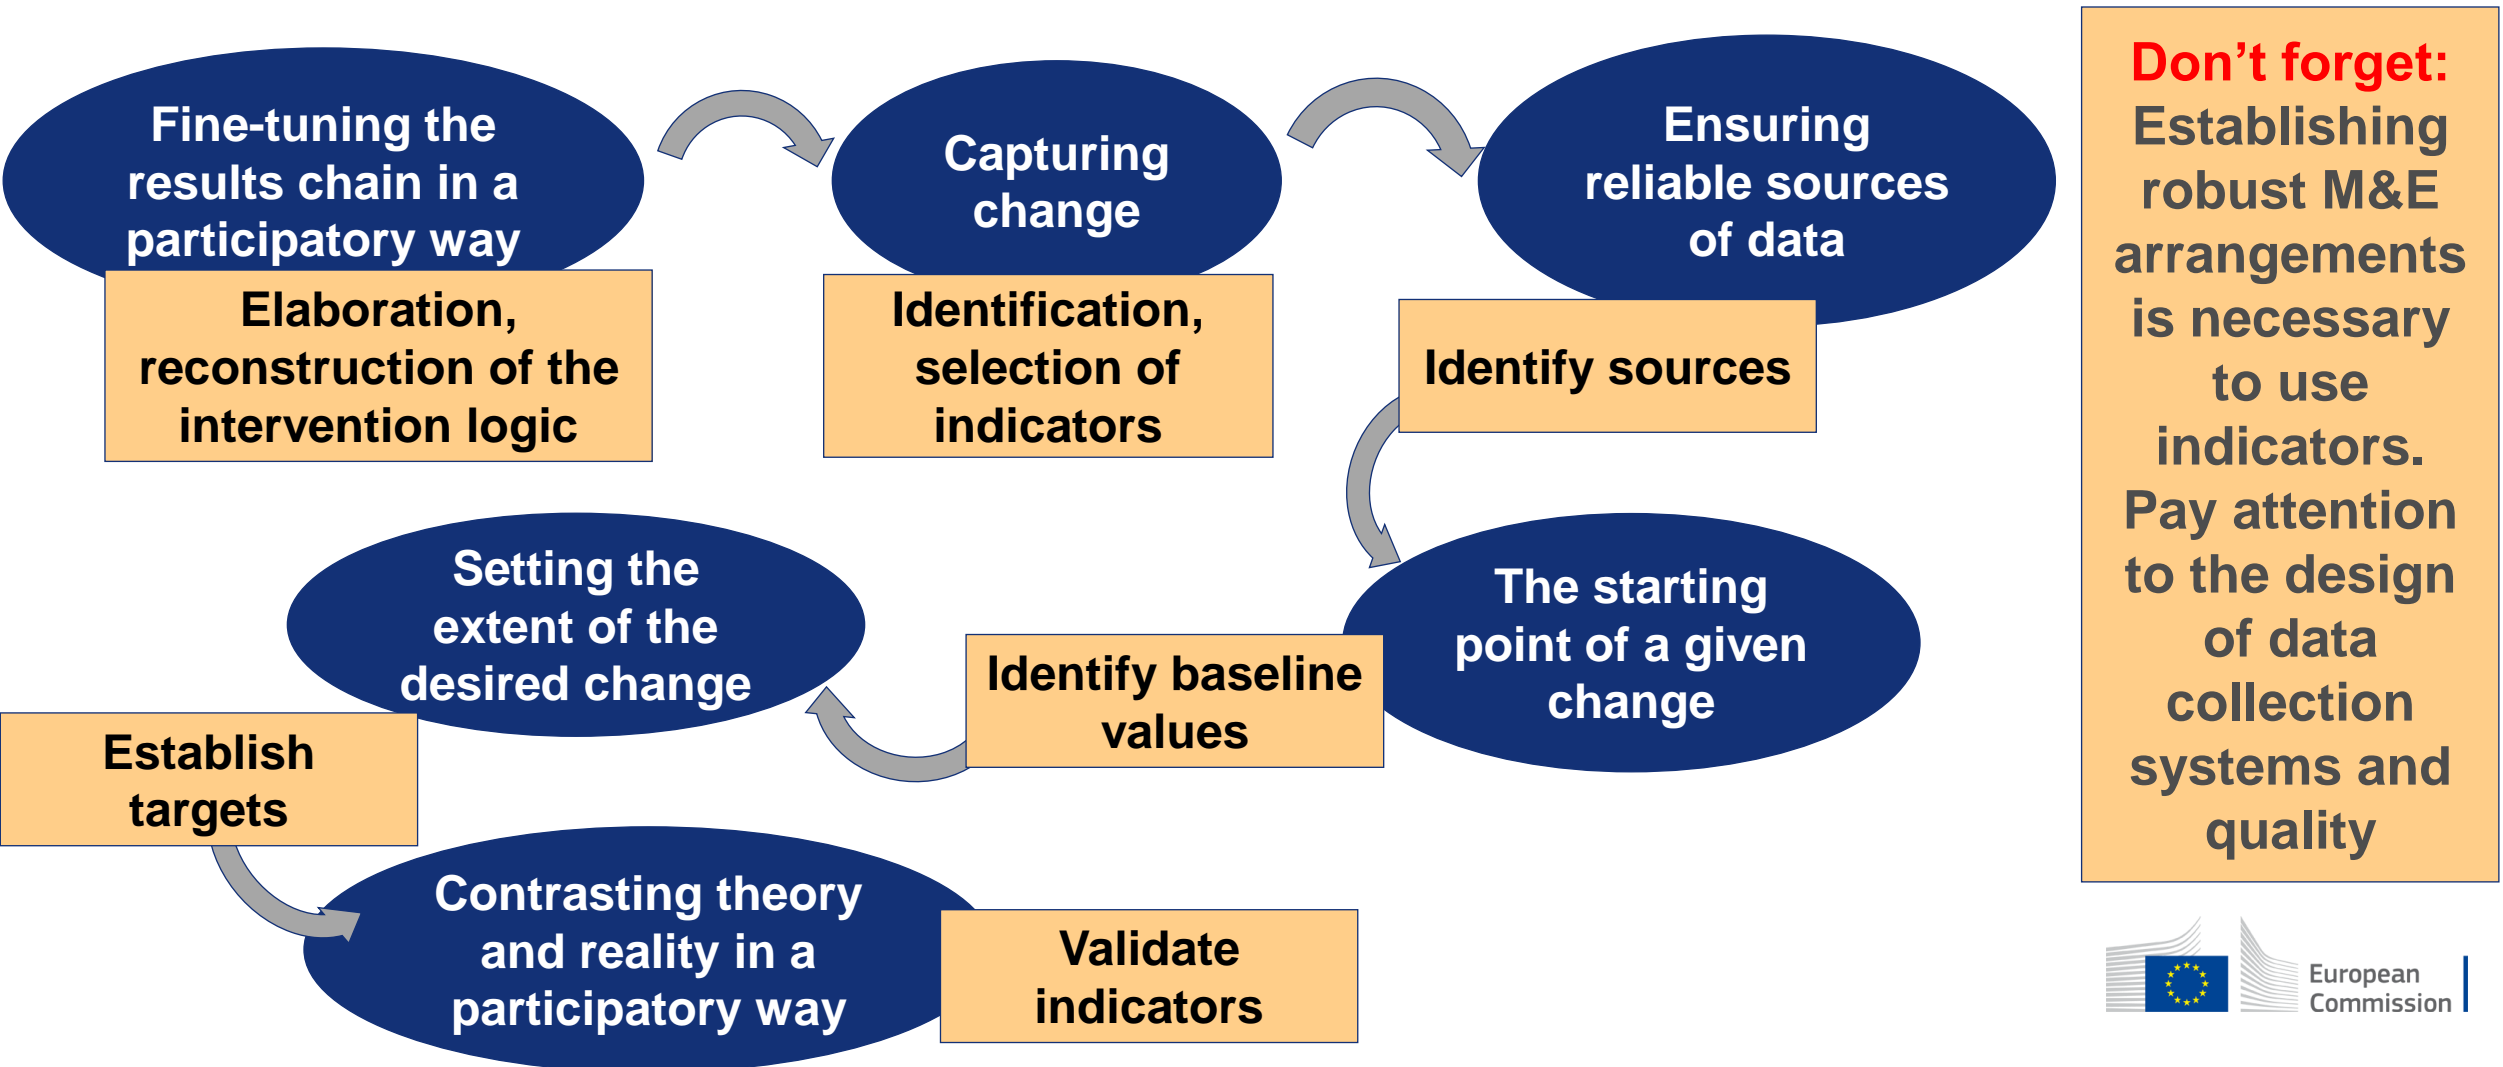 Fine-tuning the
results chain in a
participatory way
Elaboration,
reconstruction of the
intervention logic
Capturing
change
Identification,
selection of
indicators
Ensuring
reliable sources
of data
Identify sources
The starting
point of a given
change
Identify baseline
values
Setting the
extent of the
desired change
Establish
targets
Contrasting theory
and reality in a
participatory way
Validate
indicators
Don’t forget:
Establishing
robust M&E
arrangements
is necessary
to use
indicators.
Pay attention
to the design
of data
collection
systems and
quality
European
Commission